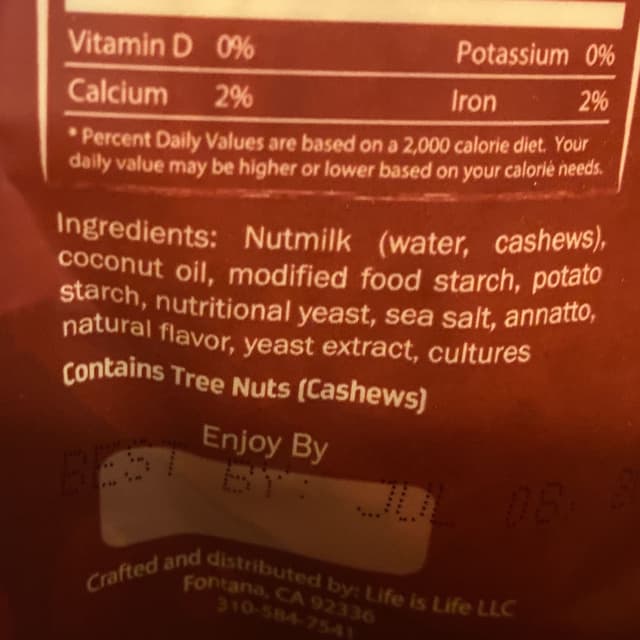 Vitamin D 0% Potassium 0%
Calcium 2% Iron 2%
* Percent Daily Values are based on a 2,000 calorie diet. Your
daily value may be higher or lower based on your calorie needs.
Ingredients: Nutmilk (water, cashews),
coconut oil, modified food starch, potato
starch, nutritional yeast, sea salt, annatto,
natural flavor, yeast extract, cultures
Contains Tree Nuts (Cashews)
Enjoy By
BEST BY: JUL 08
Crafted and distributed by: Life is Life LLC
Fontana, CA 92336
310-584-7541